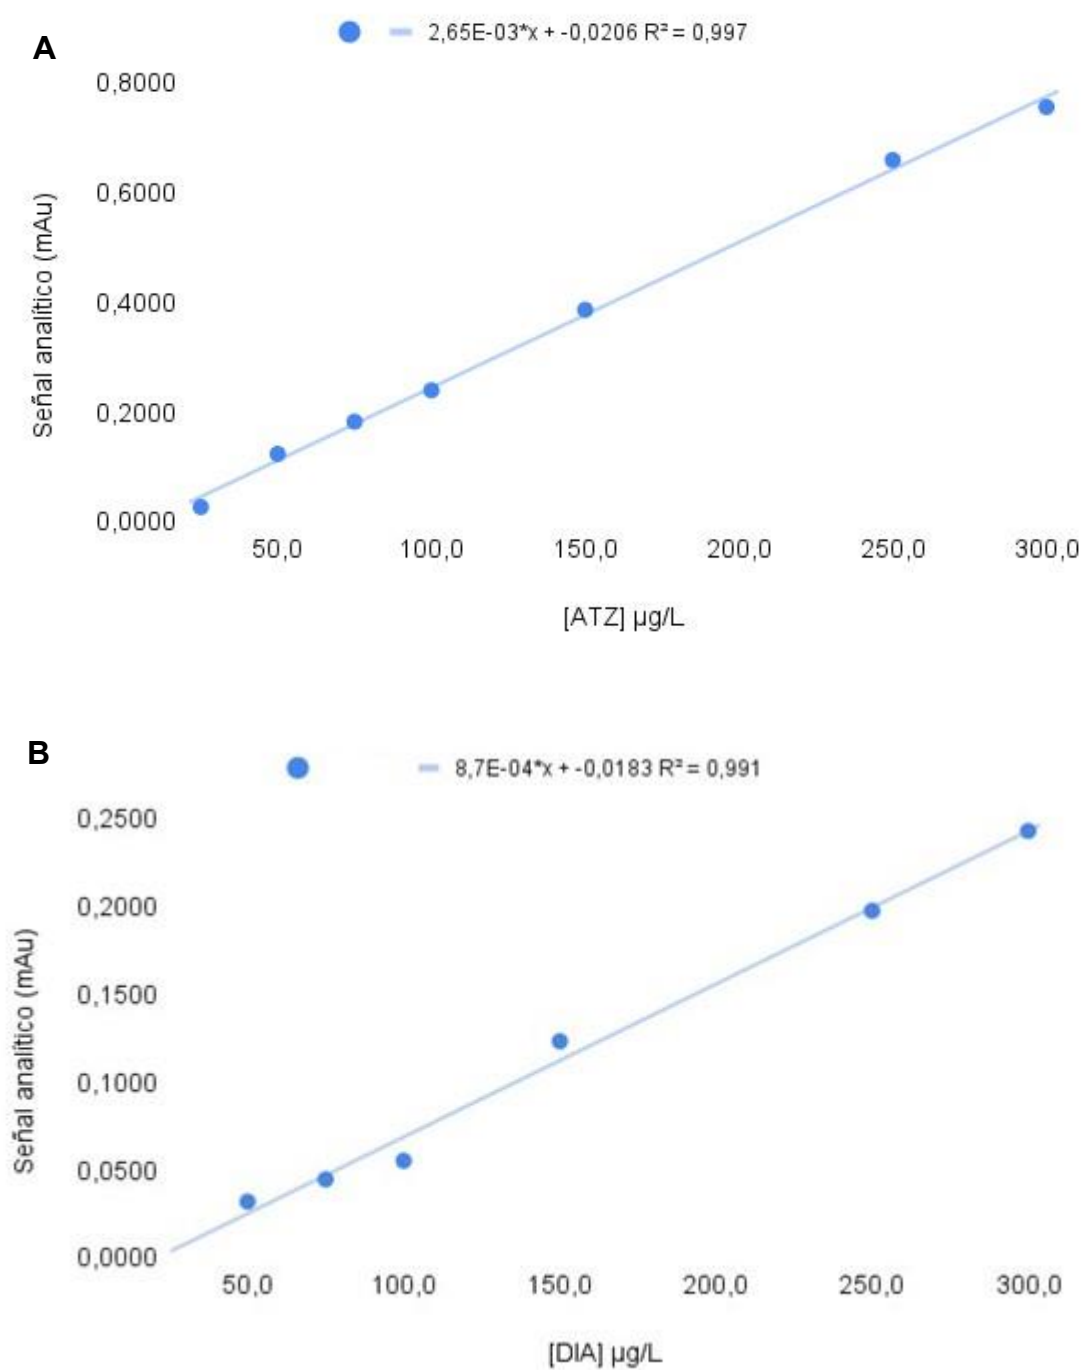 A
2,65E-03*x + -0,0206 R² = 0,997
0,8000
0,6000
0,4000
0,2000
0,0000
Señal analítico (mAu)
50,0 100,0 150,0 200,0 250,0 300,0
[ATZ] µg/L
B
8,7E-04*x + -0,0183 R² = 0,991
0,2500
0,2000
0,1500
0,1000
0,0500
0,0000
Señal analítico (mAu)
50,0 100,0 150,0 200,0 250,0 300,0
[DIA] µg/L